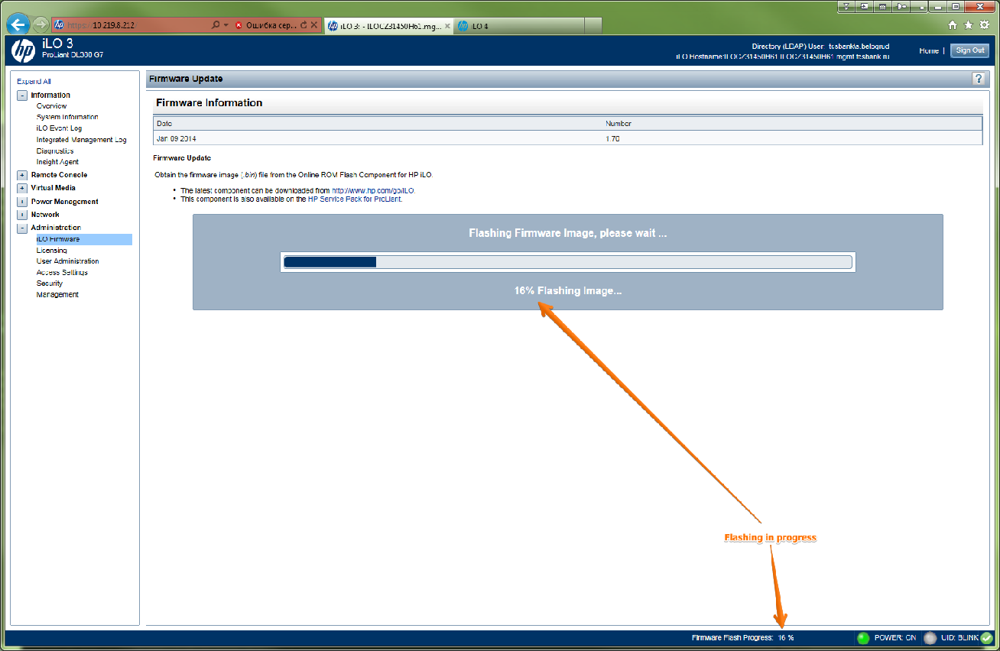 https://10.219.8.212
Ошибка сер...
iLO 3: - ILOCZ31450H61.mg...
iLO 4
hp
iLO 3
ProLiant DL380 G7
Directory (LDAP) User: tcsbank\s.belogrud
iLO Hostname:ILOCZ31450H61.ILOCZ31450H61.mgmt.tcsbank.ru
Home |
Sign Out
Expand All
Information
Overview
System Information
iLO Event Log
Integrated Management Log
Diagnostics
Insight Agent
Remote Console
Virtual Media
Power Management
Network
Administration
iLO Firmware
Licensing
User Administration
Access Settings
Security
Management
Firmware Update
?
Firmware Information
Date Number
Jan 09 2014 1.70
Firmware Update
Obtain the firmware image (.bin) file from the Online ROM Flash Component for HP iLO.
• The latest component can be downloaded from http://www.hp.com/go/iLO.
• This component is also available on the HP Service Pack for ProLiant.
Flashing Firmware Image, please wait ...
16% Flashing Image...
Flashing in progress
Firmware Flash Progress: 16 %
POWER: ON
UID: BLINK